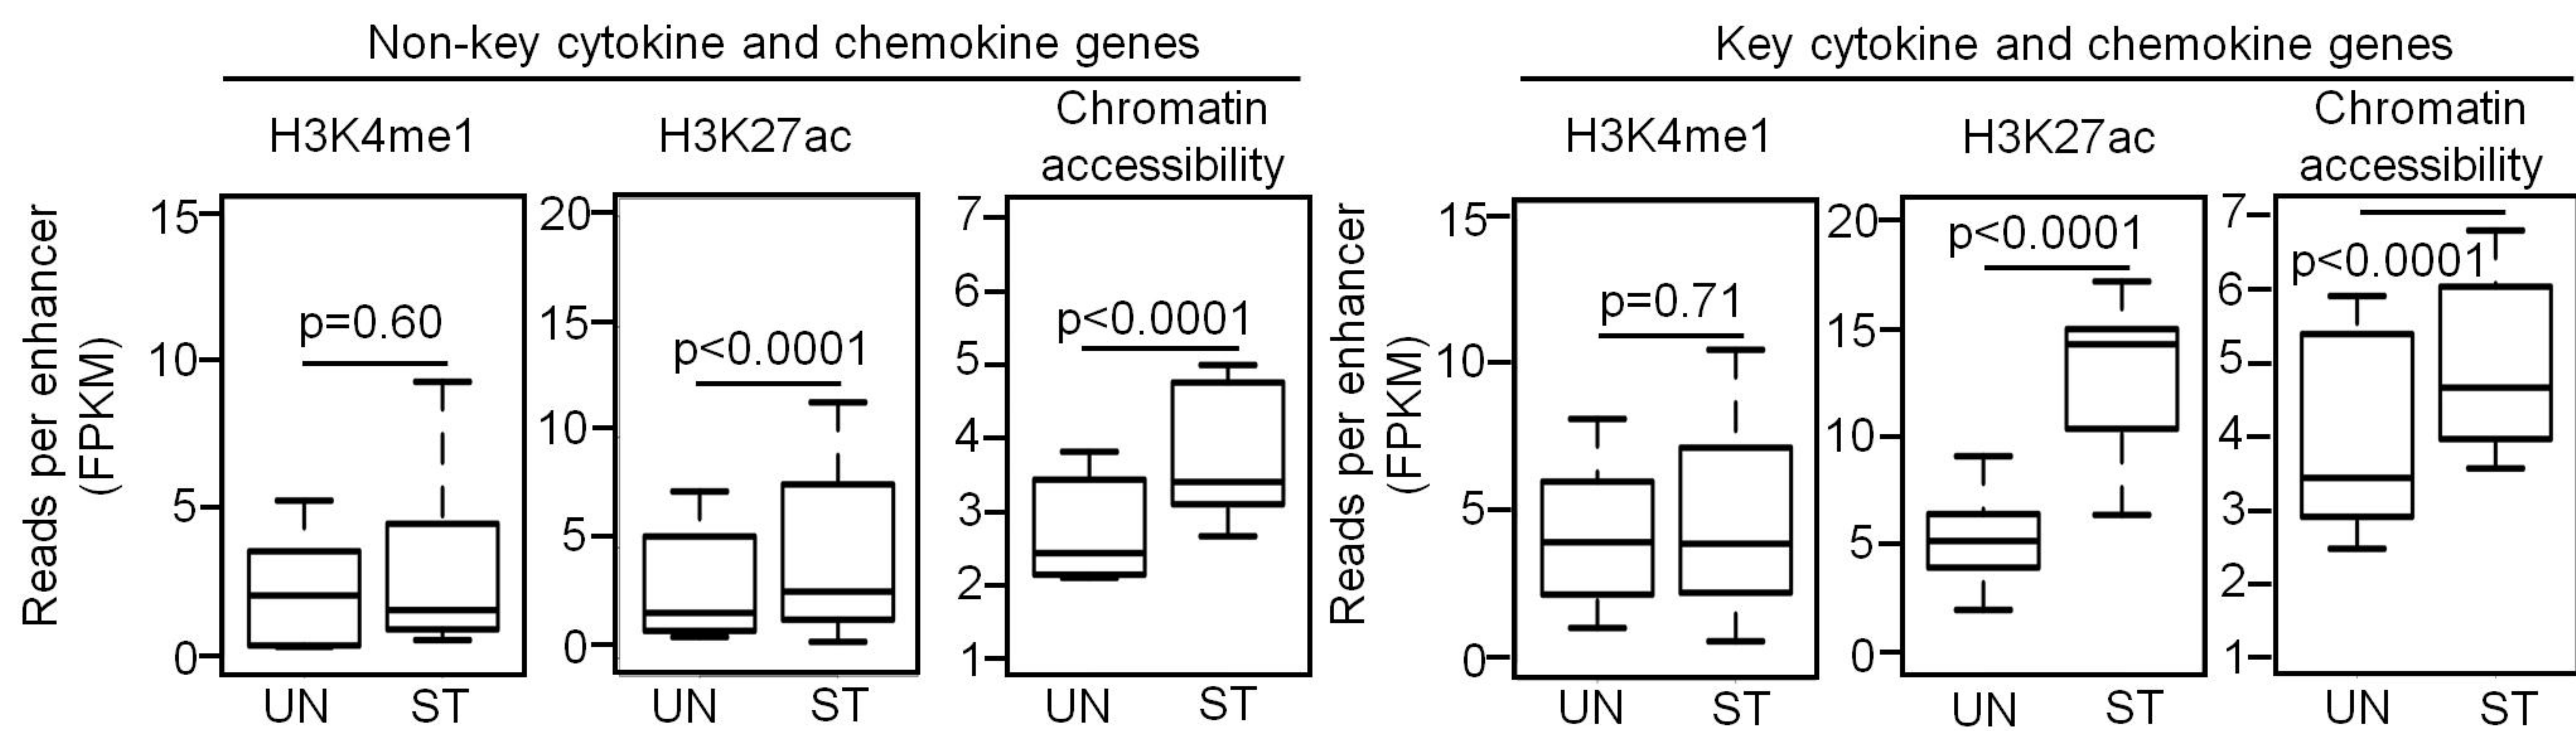 Non-key cytokine and chemokine genes
H3K4me1
H3K27ac
Chromatin
accessibility
Reads per enhancer
(FPKM)
15
10
5
0
p=0.60
UN
ST
20
15
10
5
0
p<0.0001
UN
ST
7
6
5
4
3
2
1
p<0.0001
UN
ST
Key cytokine and chemokine genes
H3K4me1
H3K27ac
Chromatin
accessibility
Reads per enhancer
(FPKM)
15
10
5
0
p=0.71
UN
ST
20
15
10
5
0
p<0.0001
UN
ST
7
6
5
4
3
2
1
p<0.0001
UN
ST